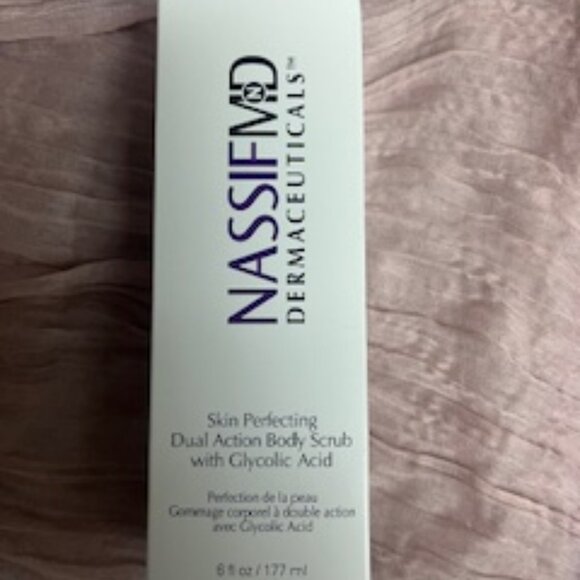 NASSIFMD
DERMACEUTICALS™
Skin Perfecting
Dual Action Body Scrub
with Glycolic Acid
Perfection de la peau
Gommage corporel à double action
avec Glycolic Acid
6 fl oz / 177 ml